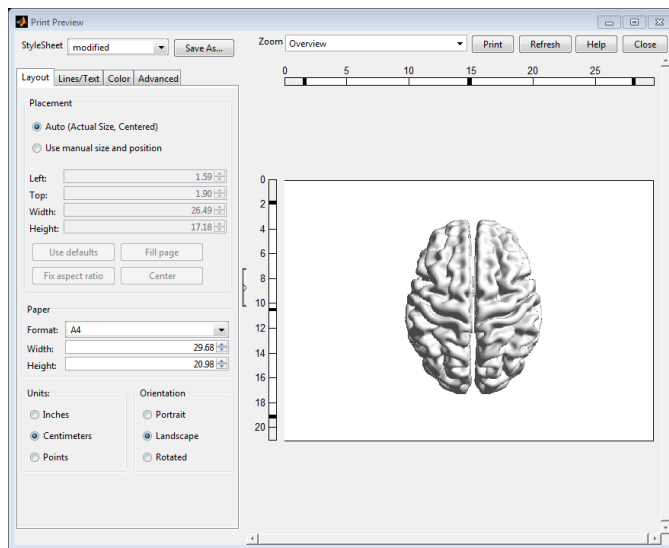 Print Preview
StyleSheet modified Save As...
Zoom Overview Print Refresh Help Close
Layout Lines/Text Color Advanced
0 5 10 15 20 25
Placement
Auto (Actual Size, Centered)
Use manual size and position
Left: 1.59
Top: 1.90
Width: 26.49
Height: 17.18
Use defaults Fill page
Fix aspect ratio Center
Paper
Format: A4
Width: 29.68
Height: 20.98
Units: Orientation
Inches Portrait
Centimeters Landscape
Points Rotated
0
2
4
6
8
10
12
14
16
18
20